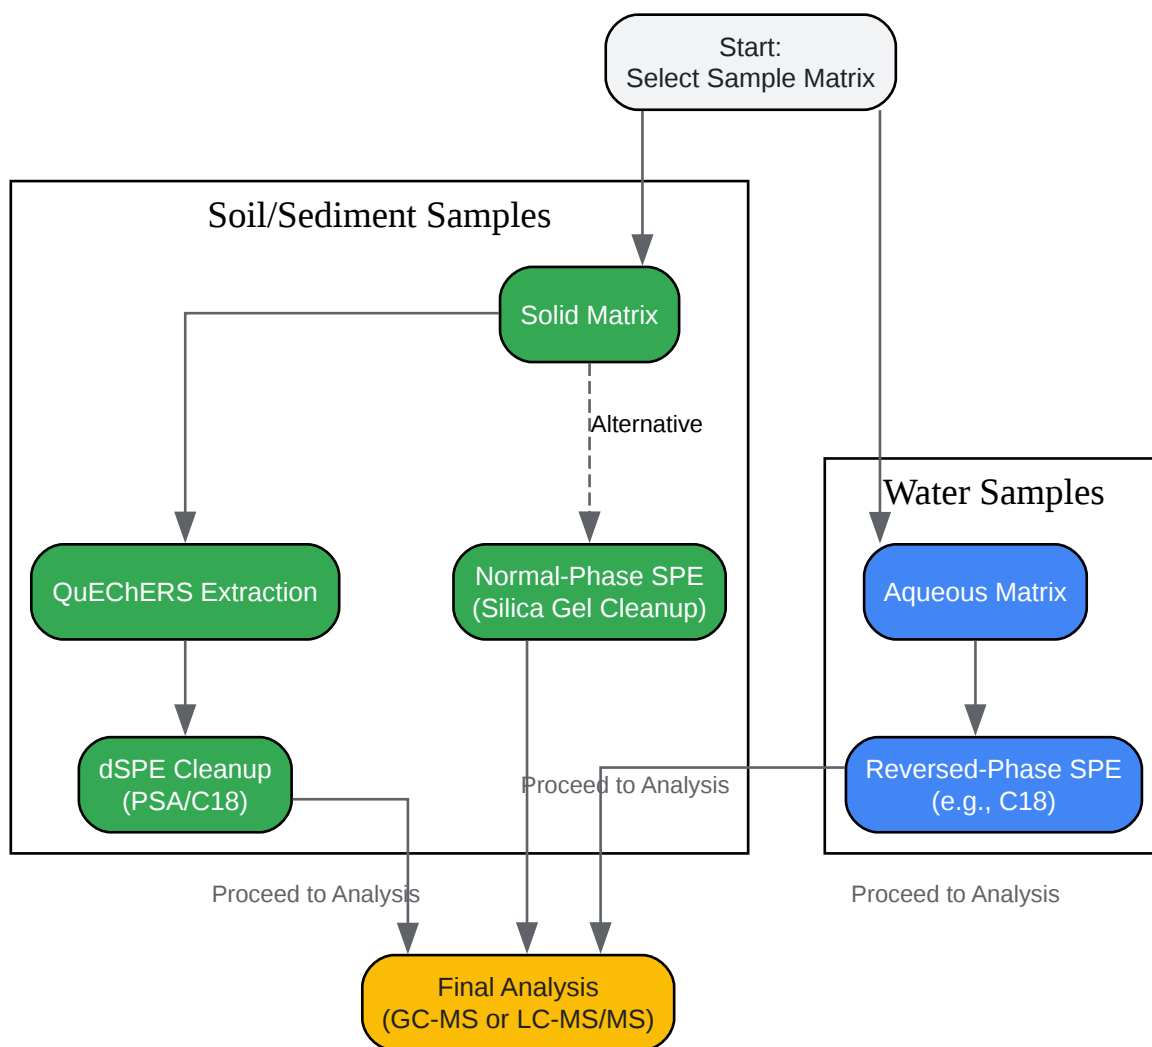 Start:
Select Sample Matrix
Soil/Sediment Samples
Solid Matrix
Alternative
Water Samples
QuEChERS Extraction
Normal-Phase SPE
(Silica Gel Cleanup)
Aqueous Matrix
dSPE Cleanup
(PSA/C18)
Proceed to Analysis
Reversed-Phase SPE
(e.g., C18)
Proceed to Analysis
Proceed to Analysis
Final Analysis
(GC-MS or LC-MS/MS)